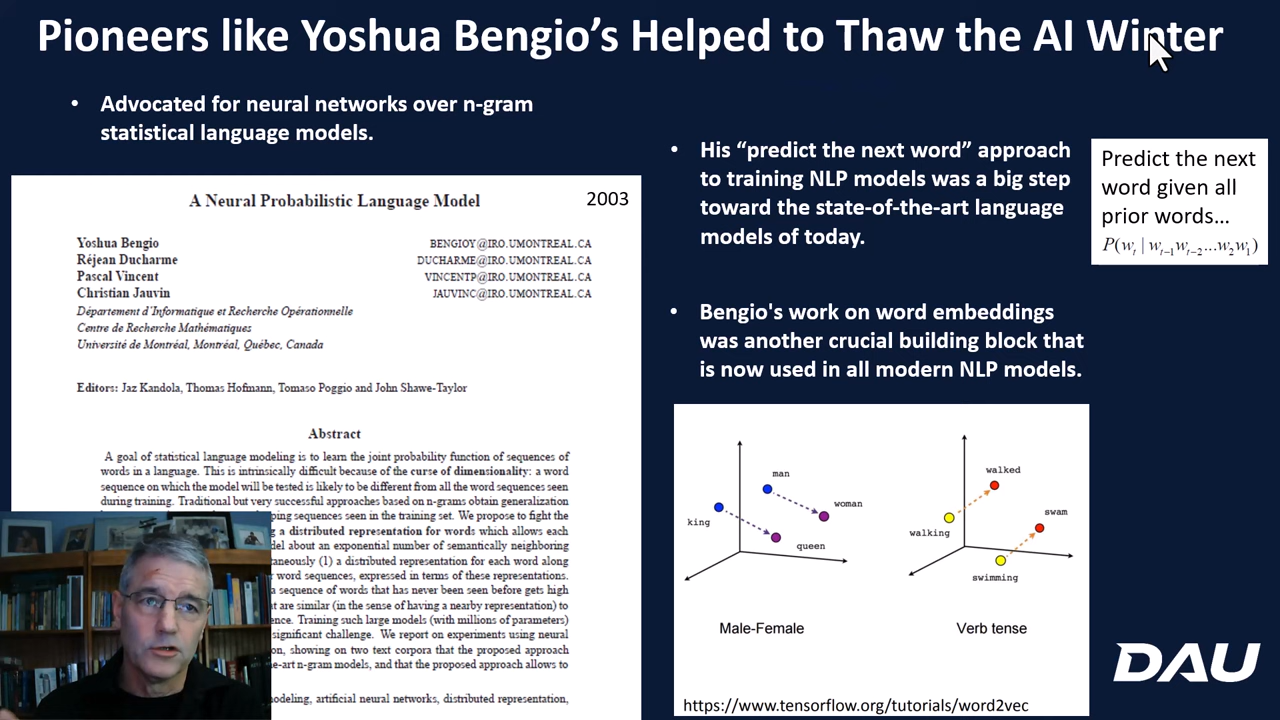 Pioneers like Yoshua Bengio’s Helped to Thaw the AI Winter
• Advocated for neural networks over n-gram
statistical language models.
A Neural Probabilistic Language Model
2003
Yoshua Bengio BENGIOY@IRO.UMONTREAL.CA
Réjean Ducharme DUCHARME@IRO.UMONTREAL.CA
Pascal Vincent VINCENTP@IRO.UMONTREAL.CA
Christian Jauvin JAUVINC@IRO.UMONTREAL.CA
Département d’Informatique et Recherche Opérationnelle
Centre de Recherche Mathématiques
Université de Montréal, Montréal, Québec, Canada
Editors: Jaz Kandola, Thomas Hofmann, Tomaso Poggio and John Shawe-Taylor
Abstract
A goal of statistical language modeling is to learn the joint probability function of sequences of
words in a language. This is intrinsically difficult because of the curse of dimensionality: a word
sequence on which the model will be tested is likely to be different from all the word sequences seen
during training. Traditional but very successful approaches based on n-grams obtain generalization
sequences seen in the training set. We propose to fight the
a distributed representation for words which allows each
about an exponential number of semantically neighboring
(1) a distributed representation for each word along
word sequences, expressed in terms of these representations.
a sequence of words that has never been seen before gets high
are similar (in the sense of having a nearby representation) to
Training such large models (with millions of parameters)
significant challenge. We report on experiments using neural
showing on two text corpora that the proposed approach
n-gram models, and that the proposed approach allows to
artificial neural networks, distributed representation,
• His “predict the next word” approach
to training NLP models was a big step
toward the state-of-the-art language
models of today.
Predict the next
word given all
prior words...
P(w_t | w_{t-1}w_{t-2}...w_2w_1)
• Bengio's work on word embeddings
was another crucial building block that
is now used in all modern NLP models.
man
woman
king
queen
Male-Female
walked
swam
walking
swimming
Verb tense
https://www.tensorflow.org/tutorials/word2vec
DAU